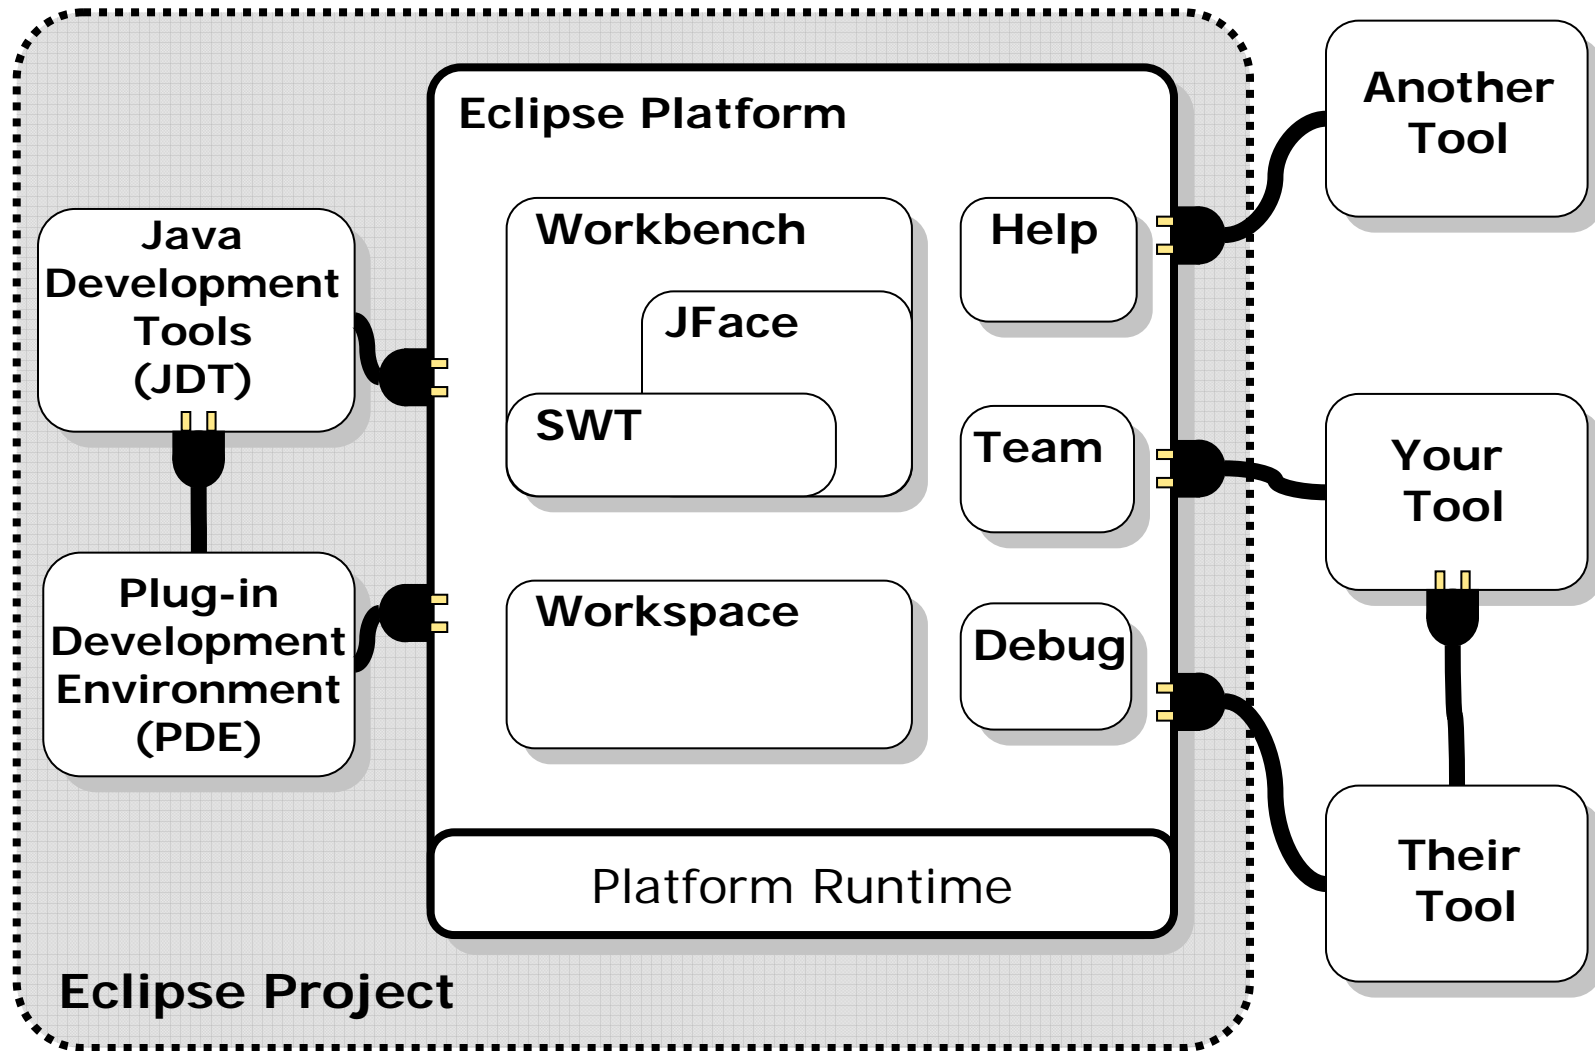 Eclipse Platform
Workbench
JFace
SWT
Workspace
Help
Team
Debug
Platform Runtime
Java
Development
Tools
(JDT)
Plug-in
Development
Environment
(PDE)
Eclipse Project
Another
Tool
Your
Tool
Their
Tool